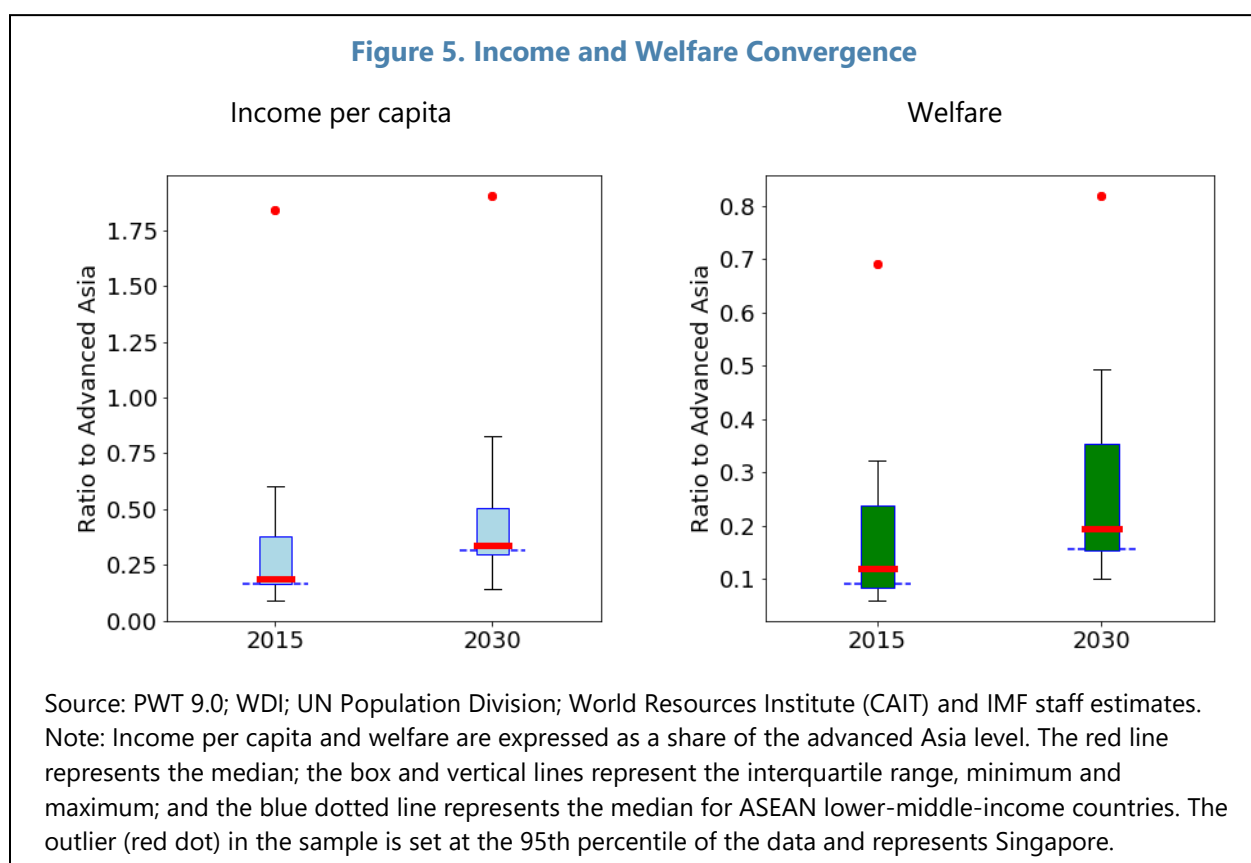 Figure 5. Income and Welfare Convergence
Income per capita
Welfare
Ratio to Advanced Asia
1.75
1.50
1.25
1.00
0.75
0.50
0.25
0.00
2015
2030
Ratio to Advanced Asia
0.8
0.7
0.6
0.5
0.4
0.3
0.2
0.1
2015
2030
Source: PWT 9.0; WDI; UN Population Division; World Resources Institute (CAIT) and IMF staff estimates.
Note: Income per capita and welfare are expressed as a share of the advanced Asia level. The red line
represents the median; the box and vertical lines represent the interquartile range, minimum and
maximum; and the blue dotted line represents the median for ASEAN lower-middle-income countries. The
outlier (red dot) in the sample is set at the 95th percentile of the data and represents Singapore.